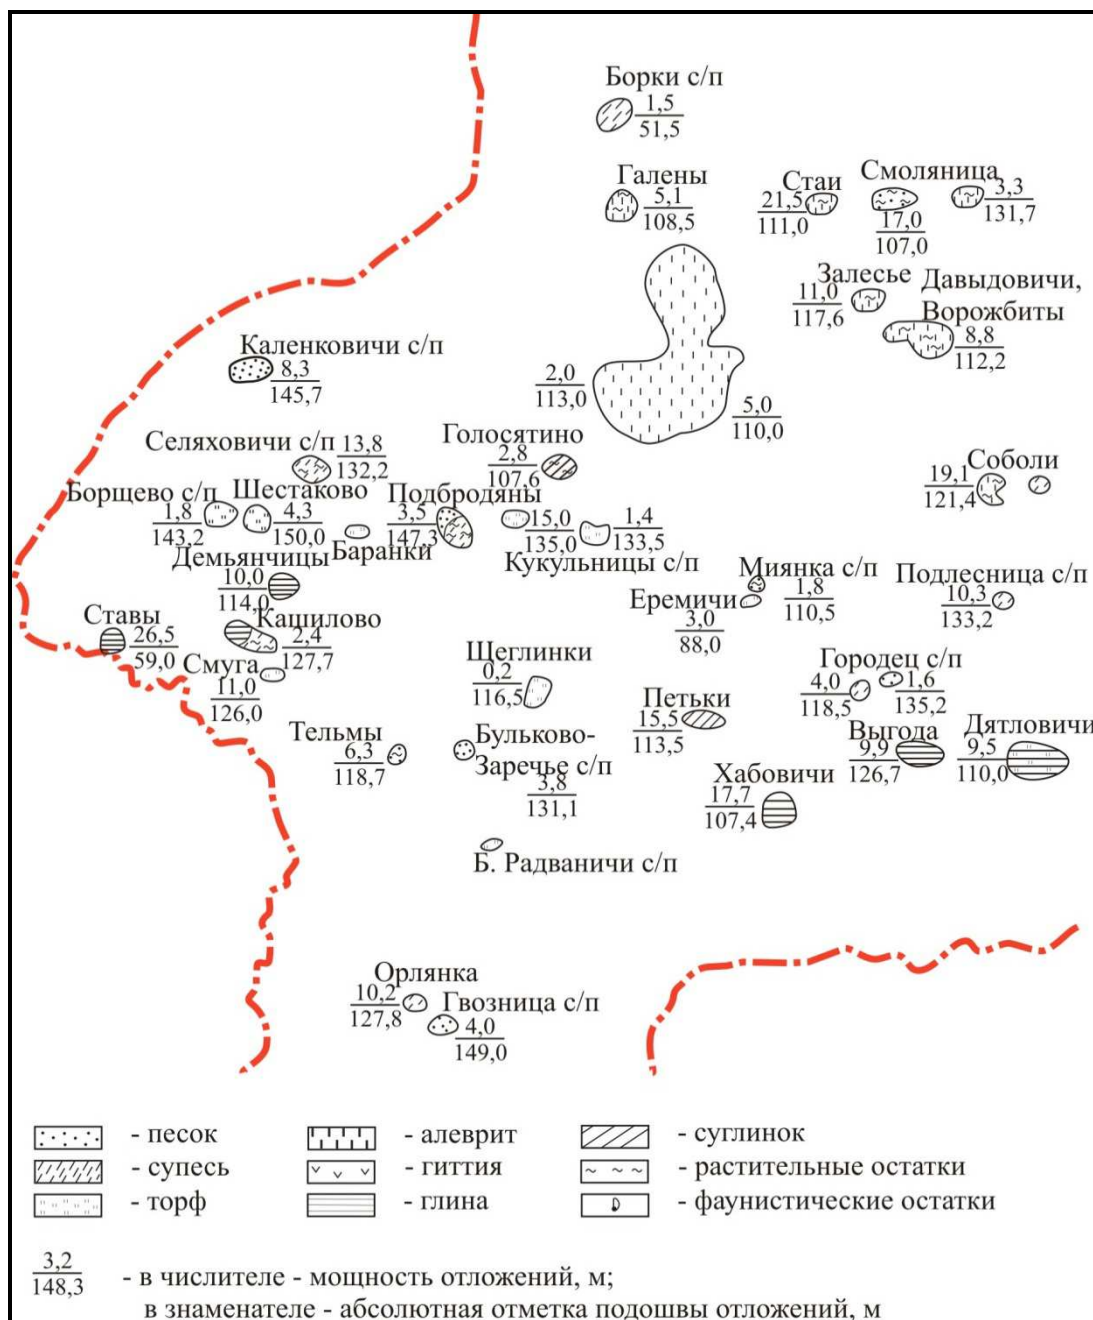 Борки с/п
1,5
51,5
Галены
5,1
108,5
Стаи
21,5
111,0
Смоляница
17,0
107,0
3,3
131,7
Залесье
11,0
117,6
Давыдовичи,
Ворожбиты
8,8
112,2
Каленковичи с/п
8,3
145,7
2,0
113,0
5,0
110,0
Селяховичи с/п
13,8
132,2
Голосятино
2,8
107,6
Соболи
19,1
121,4
Борщево с/п
1,8
143,2
Шестаково
4,3
150,0
Баранки
Подбродяны
3,5
147,3
15,0
135,0
1,4
133,5
Кукульницы с/п
Демьянчицы
10,0
114,0
Миянка с/п
1,8
110,5
Подлесница с/п
10,3
133,2
Еремичи
3,0
88,0
Ставы
26,5
59,0
Кашилово
2,4
127,7
Смуга
11,0
126,0
Щеглинки
0,2
116,5
Городец с/п
4,0
118,5
1,6
135,2
Петьки
15,5
113,5
Тельмы
6,3
118,7
Бульково-
Заречье с/п
3,8
131,1
Выгода
9,9
126,7
Дятловичи
9,5
110,0
Хабовичи
17,7
107,4
Б. Радваничи с/п
Орлянка
10,2
127,8
Гвозница с/п
4,0
149,0
- песок
- алеврит
- суглинок
- супесь
- гиттия
- растительные остатки
- торф
- глина
- фаунистические остатки
3,2
148,3
- в числителе - мощность отложений, м;
в знаменателе - абсолютная отметка подошвы отложений, м